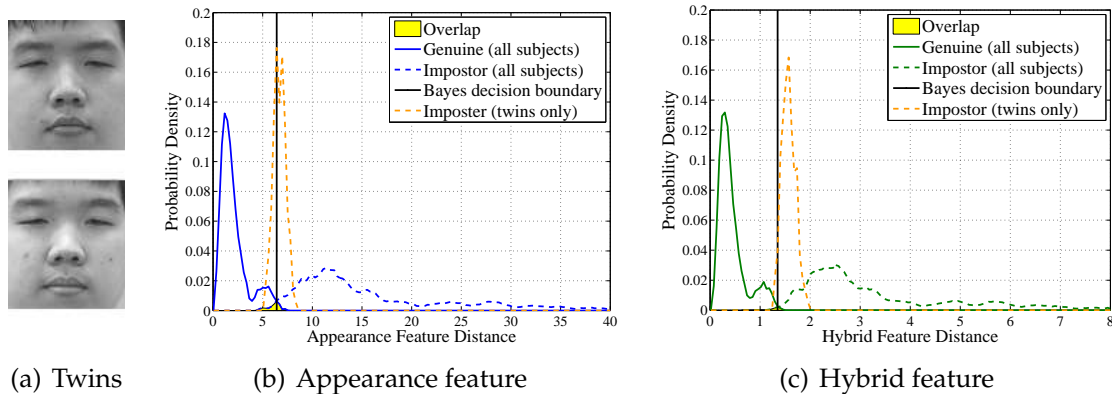 0.2
0.18
0.16
0.14
0.12
0.1
0.08
0.06
0.04
0.02
0
Probability Density
Overlap
Genuine (all subjects)
Impostor (all subjects)
Bayes decision boundary
Imposter (twins only)
0 5 10 15 20 25 30 35 40
Appearance Feature Distance
0.2
0.18
0.16
0.14
0.12
0.1
0.08
0.06
0.04
0.02
0
Probability Density
Overlap
Genuine (all subjects)
Impostor (all subjects)
Bayes decision boundary
Impostor (twins only)
0 1 2 3 4 5 6 7 8
Hybrid Feature Distance
(a) Twins
(b) Appearance feature
(c) Hybrid feature